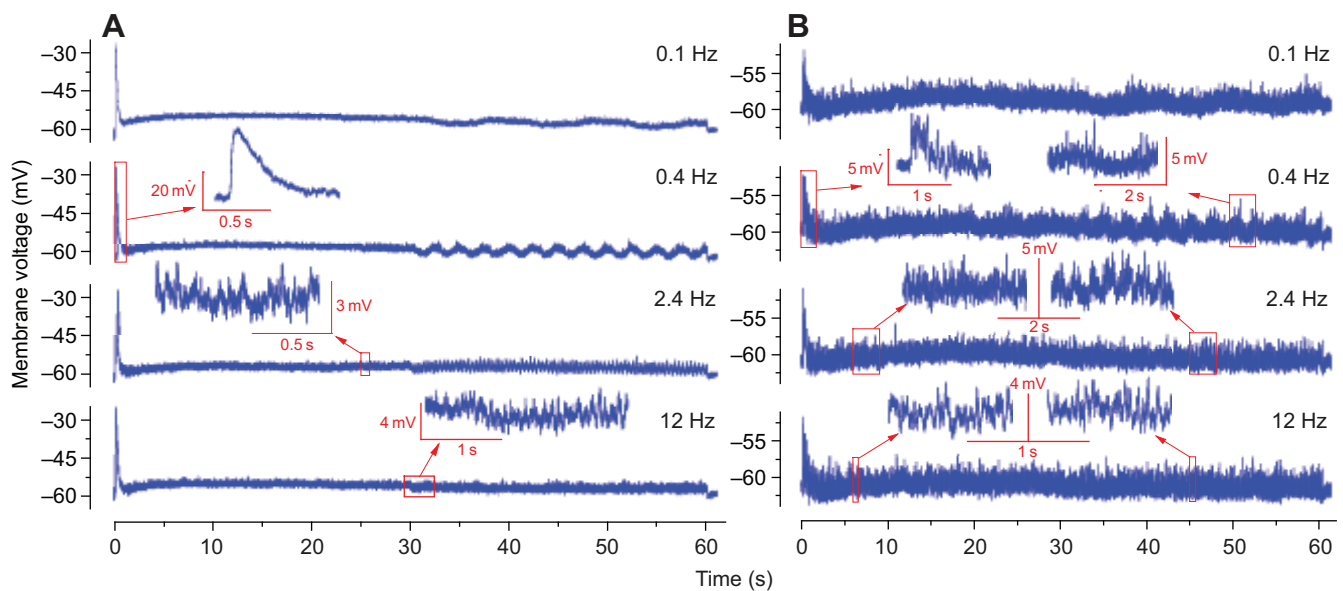 A
B
Membrane voltage (mV)
–30
–45
–60
0.1 Hz
–30
–45
–60
20 mV
0.5 s
0.4 Hz
–30
–45
–60
3 mV
0.5 s
2.4 Hz
–30
–45
–60
4 mV
1 s
12 Hz
0 10 20 30 40 50 60
–55
–60
0.1 Hz
–55
–60
5 mV
1 s
5 mV
2 s
0.4 Hz
–55
–60
5 mV
2 s
2.4 Hz
–55
–60
4 mV
1 s
12 Hz
0 10 20 30 40 50 60
Time (s)